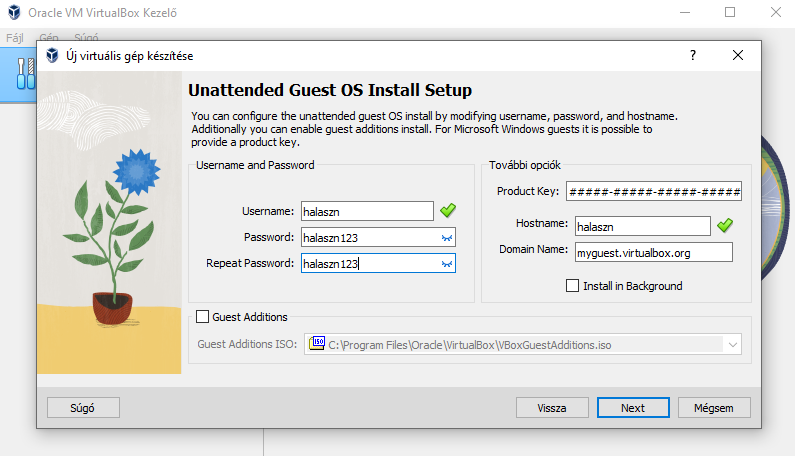 Oracle VM VirtualBox Kezelő
Fájl Gép Súgó
Új virtuális gép készítése
?
Unattended Guest OS Install Setup
You can configure the unattended guest OS install by modifying username, password, and hostname.
Additionally you can enable guest additions install. For Microsoft Windows guests it is possible to
provide a product key.
Username and Password
Username: halaszn
Password: halaszn123
Repeat Password: halaszn123
További opciók
Product Key: #####-#####-#####-#####
Hostname: halaszn
Domain Name: myguest.virtualbox.org
Install in Background
Guest Additions
Guest Additions ISO: ISO C:\Program Files\Oracle\VirtualBox\VBoxGuestAdditions.iso
Súgó Vissza Next Mégsem